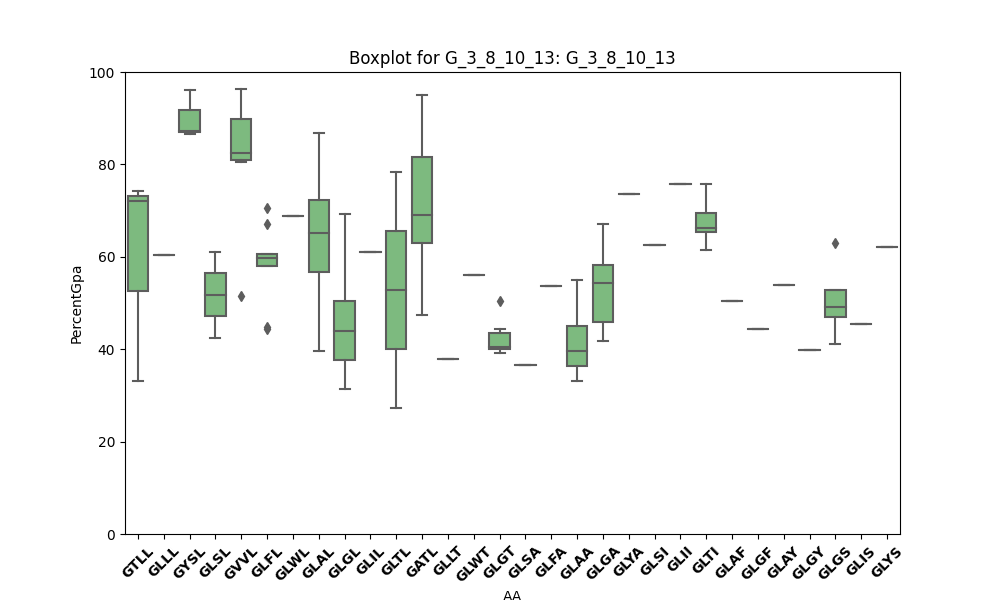 Boxplot for G_3_8_10_13: G_3_8_10_13
100
80
60
40
20
0
PercentGpa
GTLL GLLL GYSL GLSL GVVL GLFL GLWL GLAL GLGL GLIL GLTL GATL GLLT GLWT GLGT GLSA GLFA GLAA GLGA GLYA GLSI GLII GLTI GLAF GLGF GLAY GLGY GLGS GLIS GLYS
AA